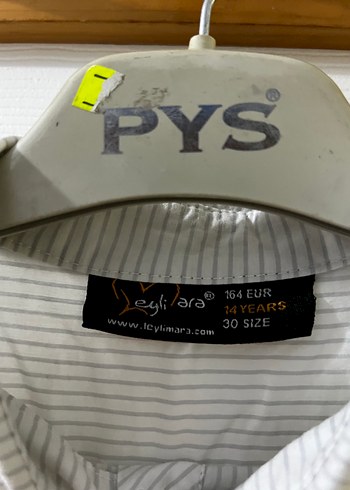 PYS®
Leyli Mara®
164 EUR
14 YEARS
30 SIZE
www.leylimara.com